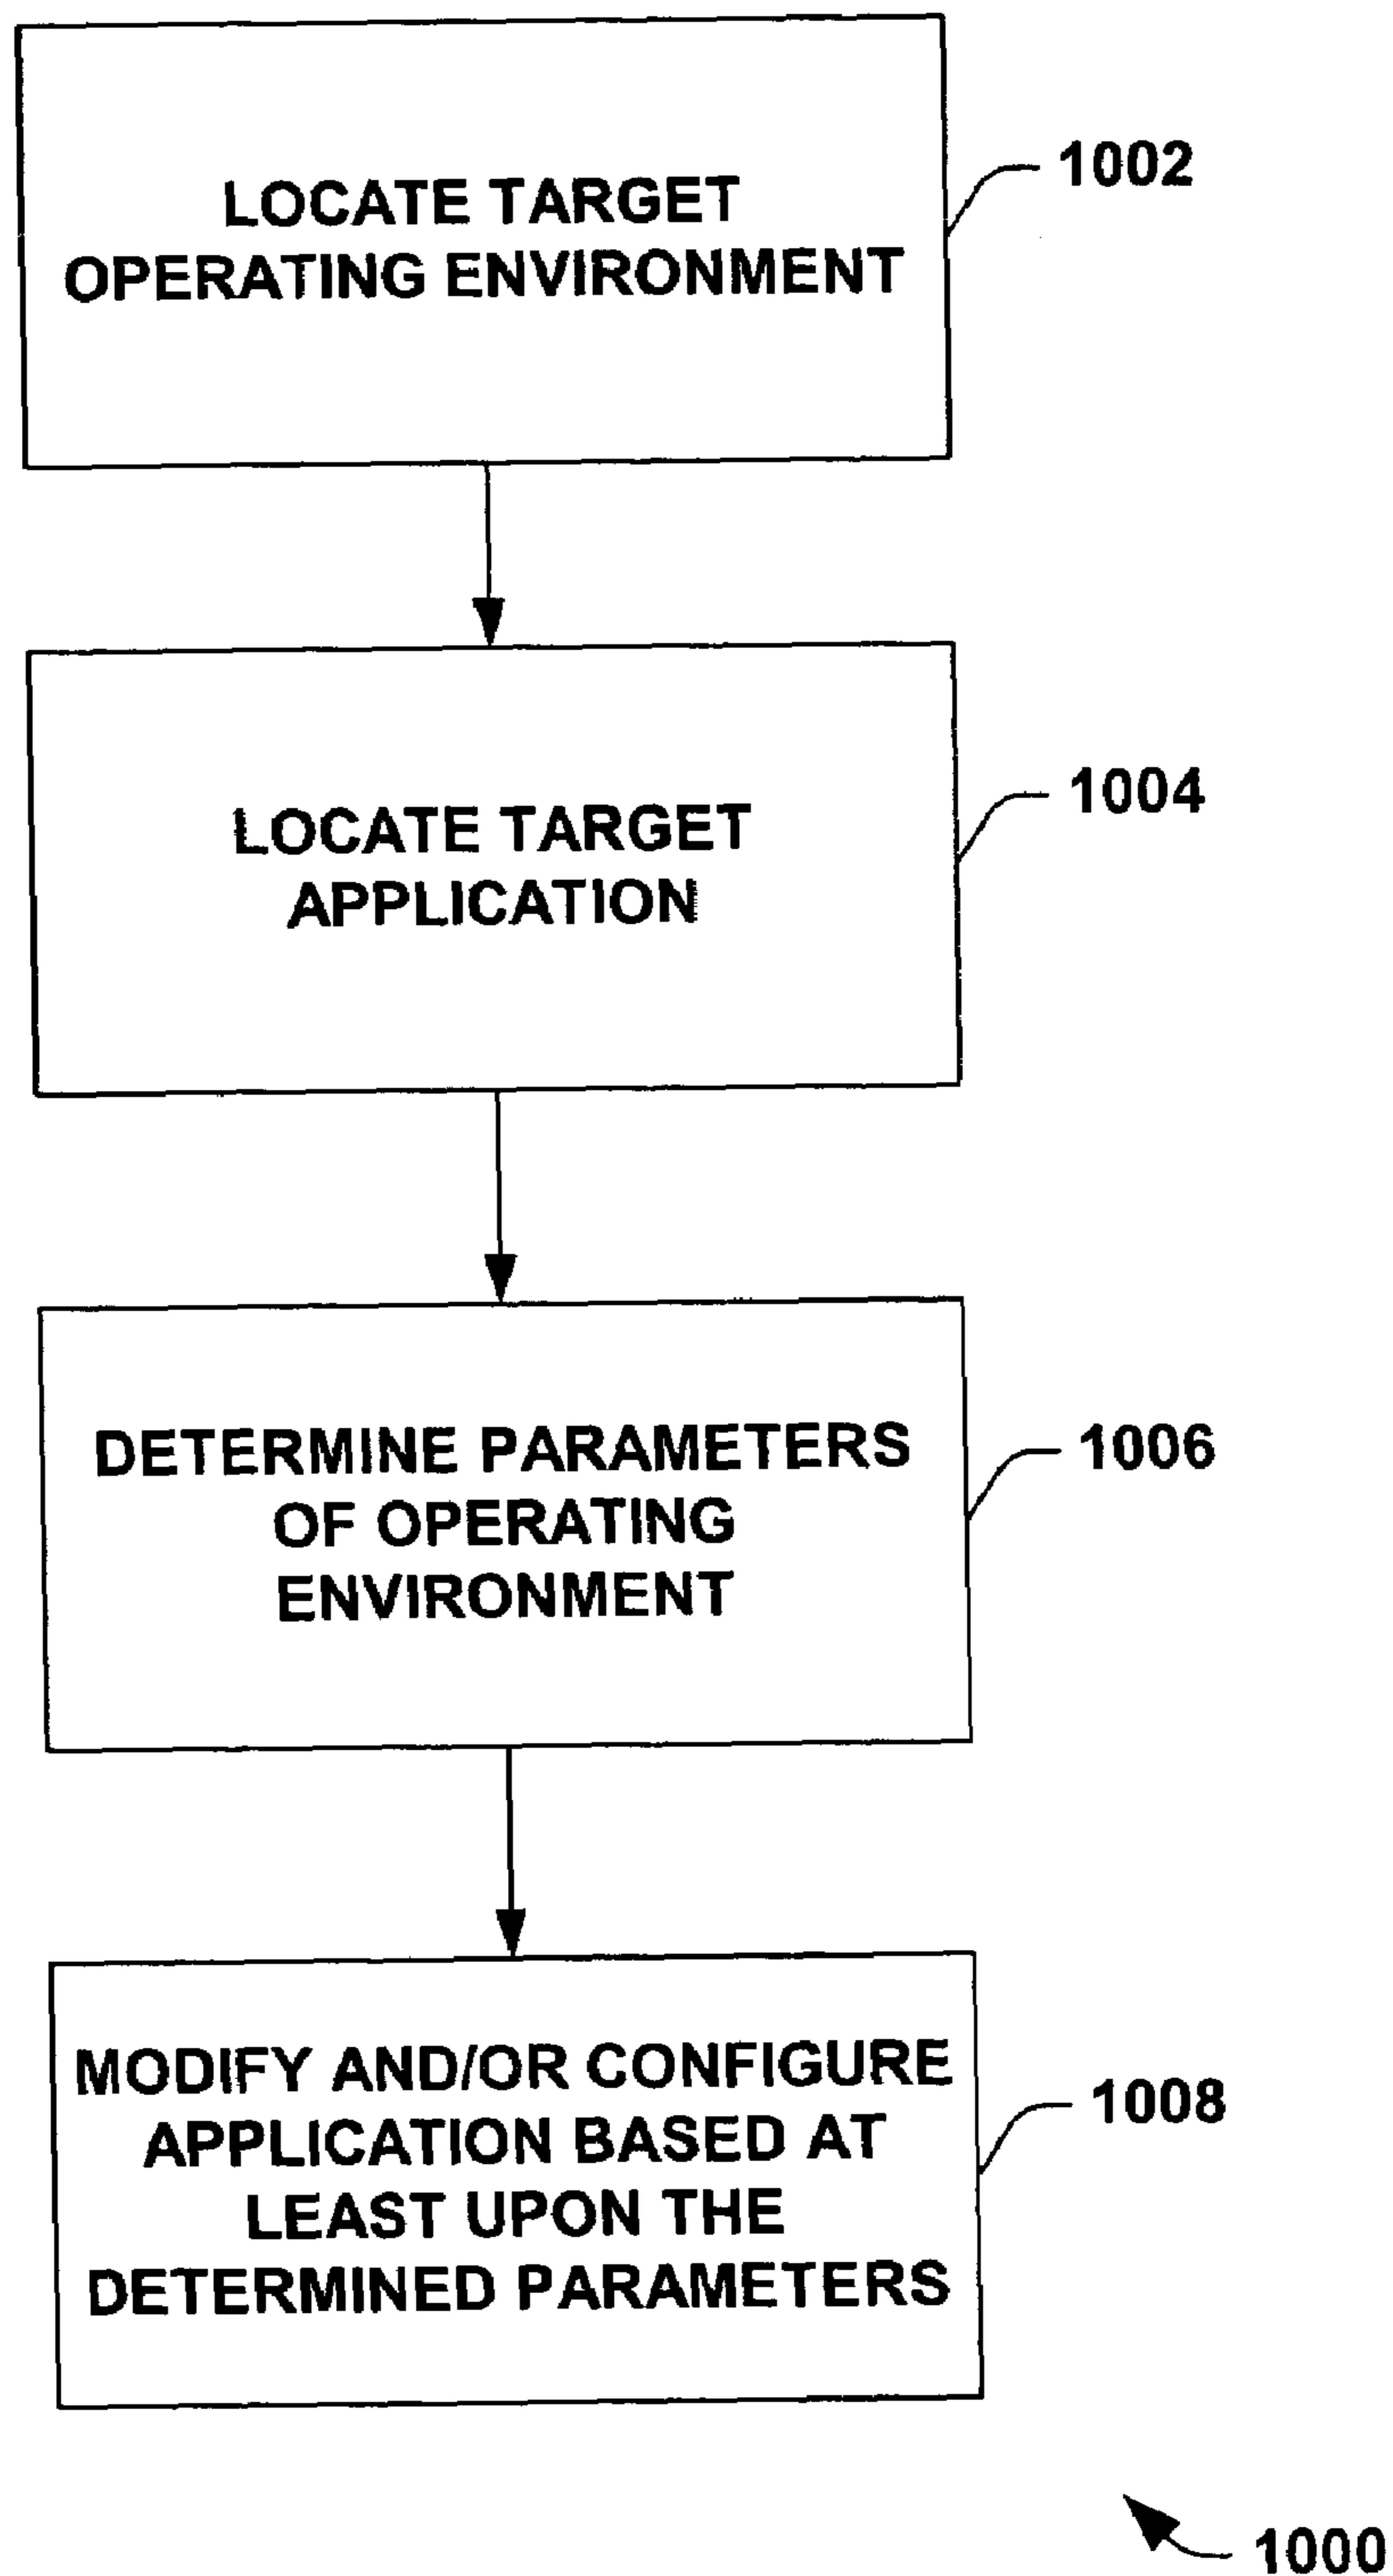 LOCATE TARGET
OPERATING ENVIRONMENT
1002
LOCATE TARGET
APPLICATION
1004
DETERMINE PARAMETERS
OF OPERATING
ENVIRONMENT
1006
MODIFY AND/OR CONFIGURE
APPLICATION BASED AT
LEAST UPON THE
DETERMINED PARAMETERS
1008
1000